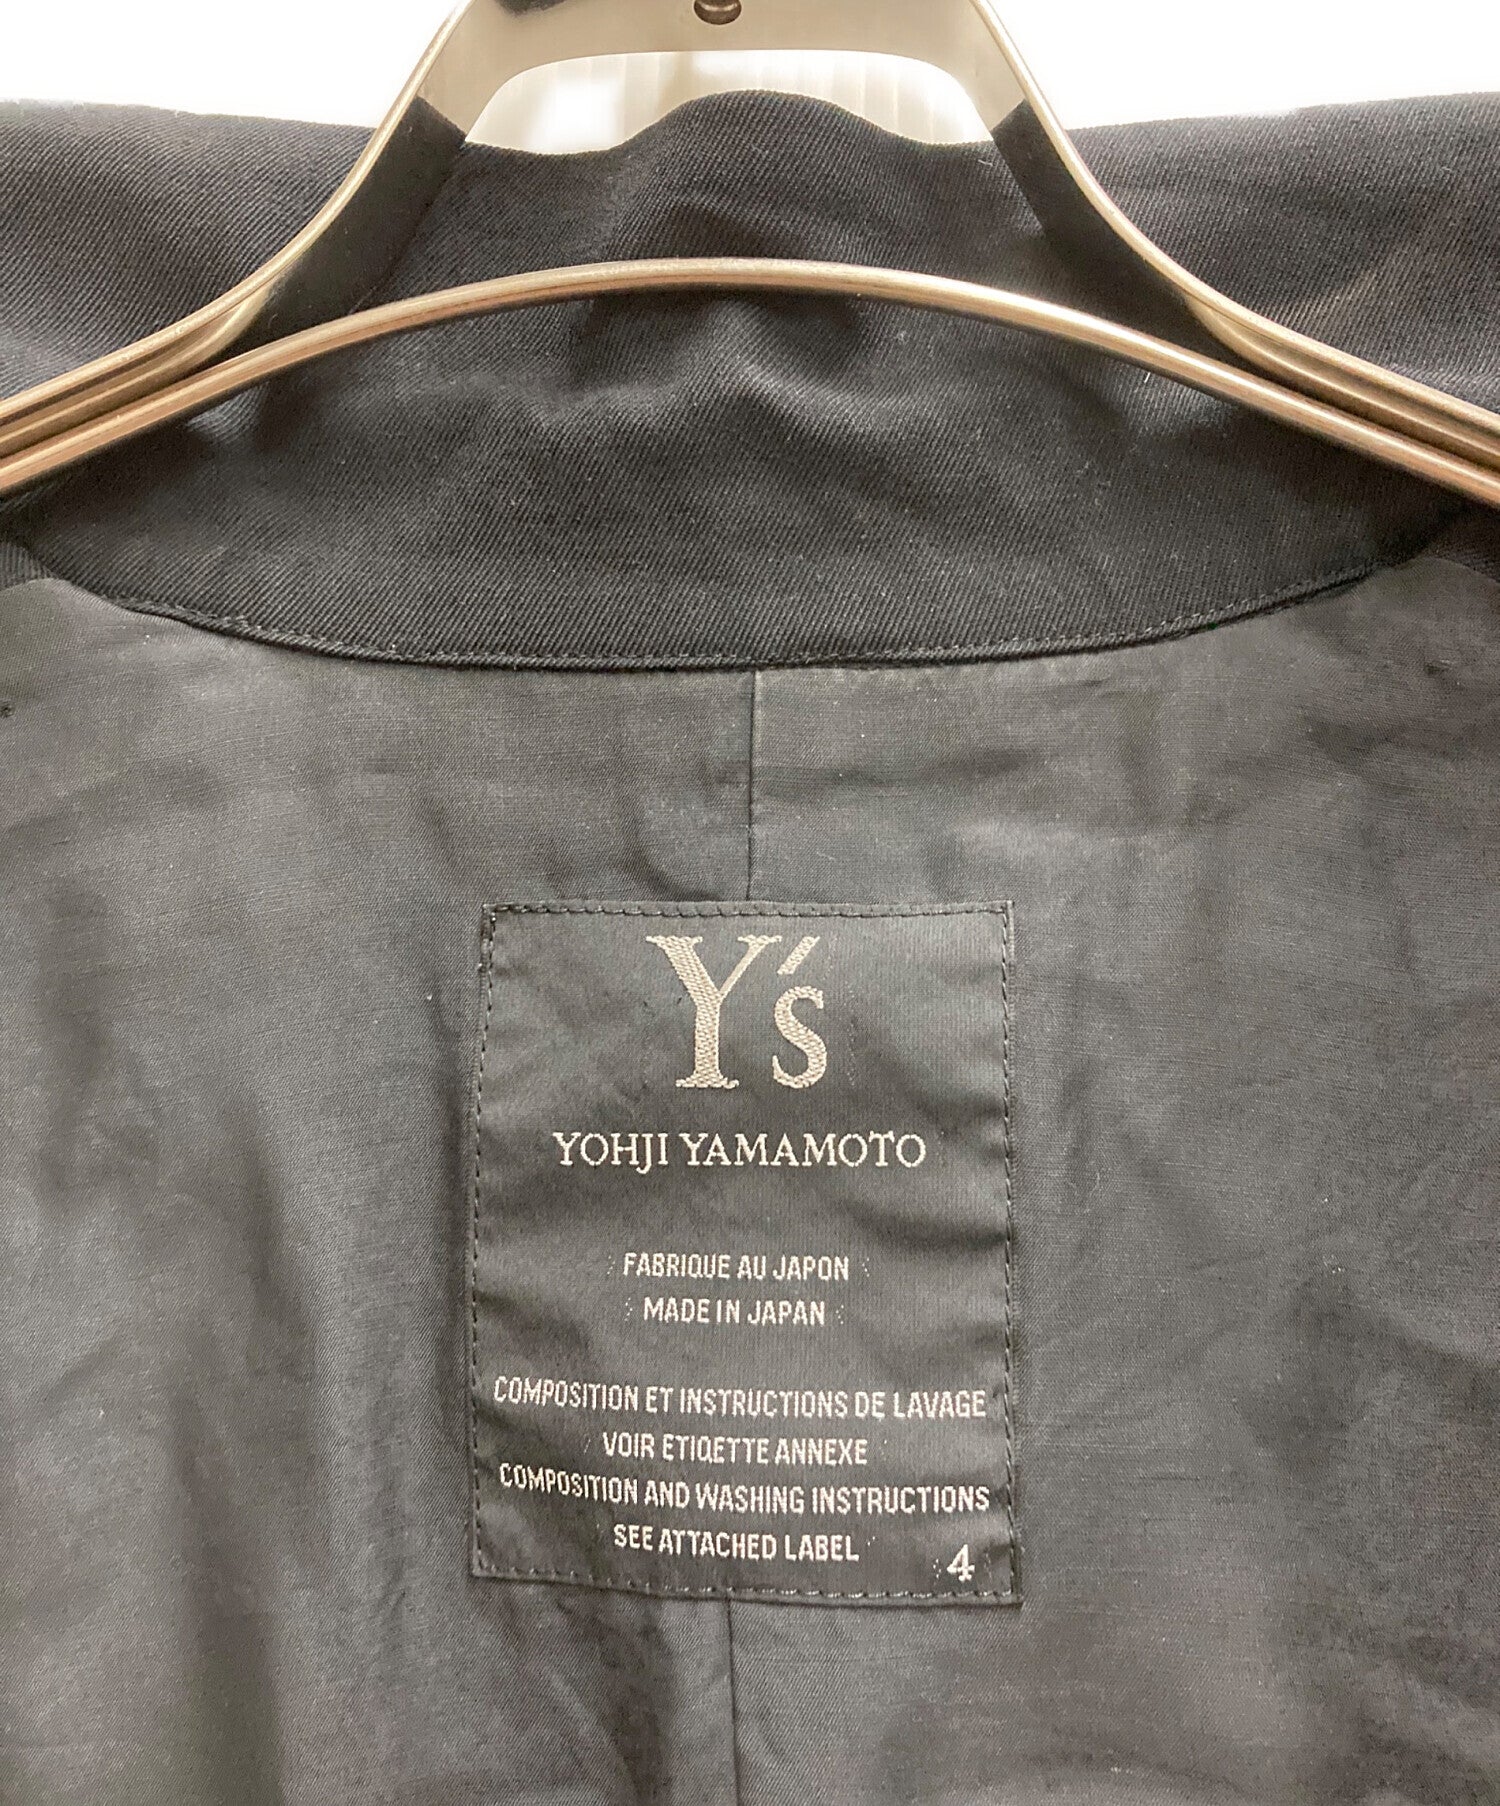 Y's
YOHJI YAMAMOTO
FABRIQUE AU JAPON
MADE IN JAPAN
COMPOSITION ET INSTRUCTIONS DE LAVAGE
VOIR ETIQETTE ANNEXE
COMPOSITION AND WASHING INSTRUCTIONS
SEE ATTACHED LABEL
4